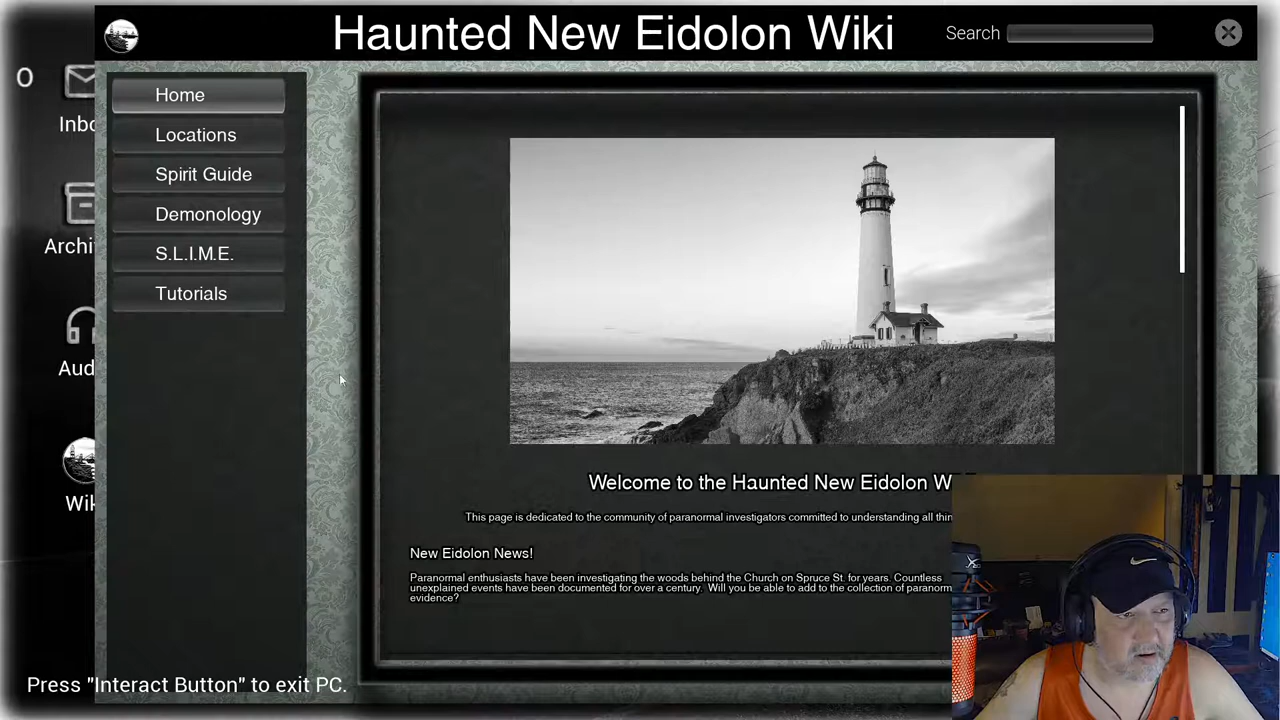 Haunted New Eidolon Wiki
Search
O
Home
Locations
Spirit Guide
Demonology
S.L.I.M.E.
Tutorials
Inbo
Archi
Aud
Wik
Welcome to the Haunted New Eidolon W
This page is dedicated to the community of paranormal investigators committed to understanding all thin
New Eidolon News!
Paranormal enthusiasts have been investigating the woods behind the Church on Spruce St. for years. Countless
unexplained events have been documented for over a century. Will you be able to add to the collection of paranorm
evidence?
Press "Interact Button" to exit PC.